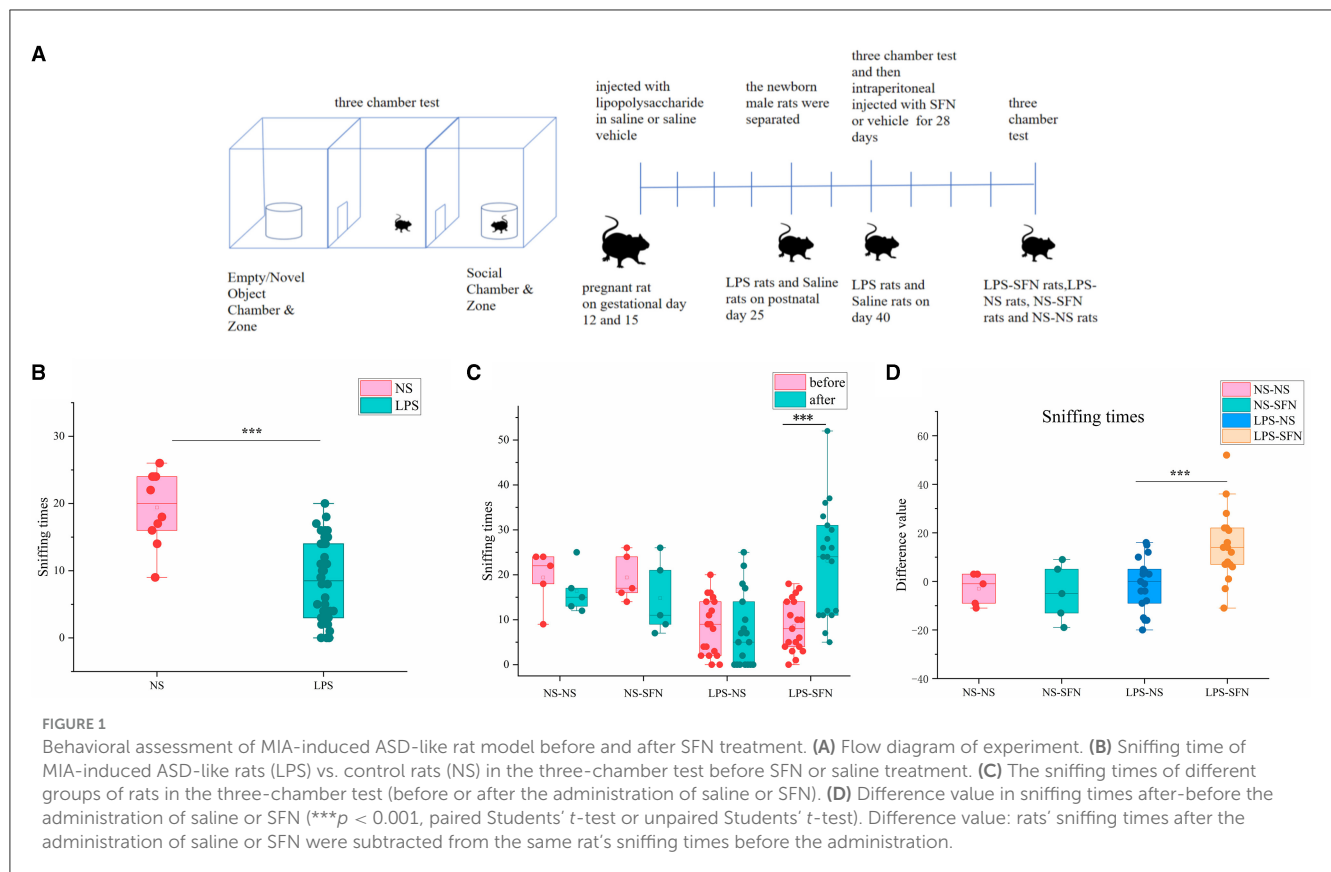 A
three chamber test
Empty/Novel
Object
Chamber &
Zone
Social
Chamber &
Zone
injected with
lipopolysaccharide
in saline or saline
vehicle
the newborn
male rats were
separated
three chamber test
and then
intraperitoneal
injected with SFN
or vehicle for 28
days
three
chamber
test
pregnant rat
on gestational day
12 and 15
LPS rats and Saline
rats on postnatal
day 25
LPS rats and
Saline rats on
day 40
LPS-SFN rats,LPS-
NS rats, NS-SFN
rats and NS-NS rats
B
NS
LPS
***
Sniffing times
30
20
10
0
NS
LPS
C
before
after
***
Sniffing times
50
40
30
20
10
0
NS-NS
NS-SFN
LPS-NS
LPS-SFN
D
NS-NS
NS-SFN
LPS-NS
LPS-SFN
Sniffing times
***
Difference value
60
40
20
0
−20
−40
NS-NS
NS-SFN
LPS-NS
LPS-SFN
FIGURE 1
Behavioral assessment of MIA-induced ASD-like rat model before and after SFN treatment. (A) Flow diagram of experiment. (B) Sniffing time of
MIA-induced ASD-like rats (LPS) vs. control rats (NS) in the three-chamber test before SFN or saline treatment. (C) The sniffing times of different
groups of rats in the three-chamber test (before or after the administration of saline or SFN). (D) Difference value in sniffing times after-before the
administration of saline or SFN (***p < 0.001, paired Students' t-test or unpaired Students' t-test). Difference value: rats' sniffing times after the
administration of saline or SFN were subtracted from the same rat's sniffing times before the administration.